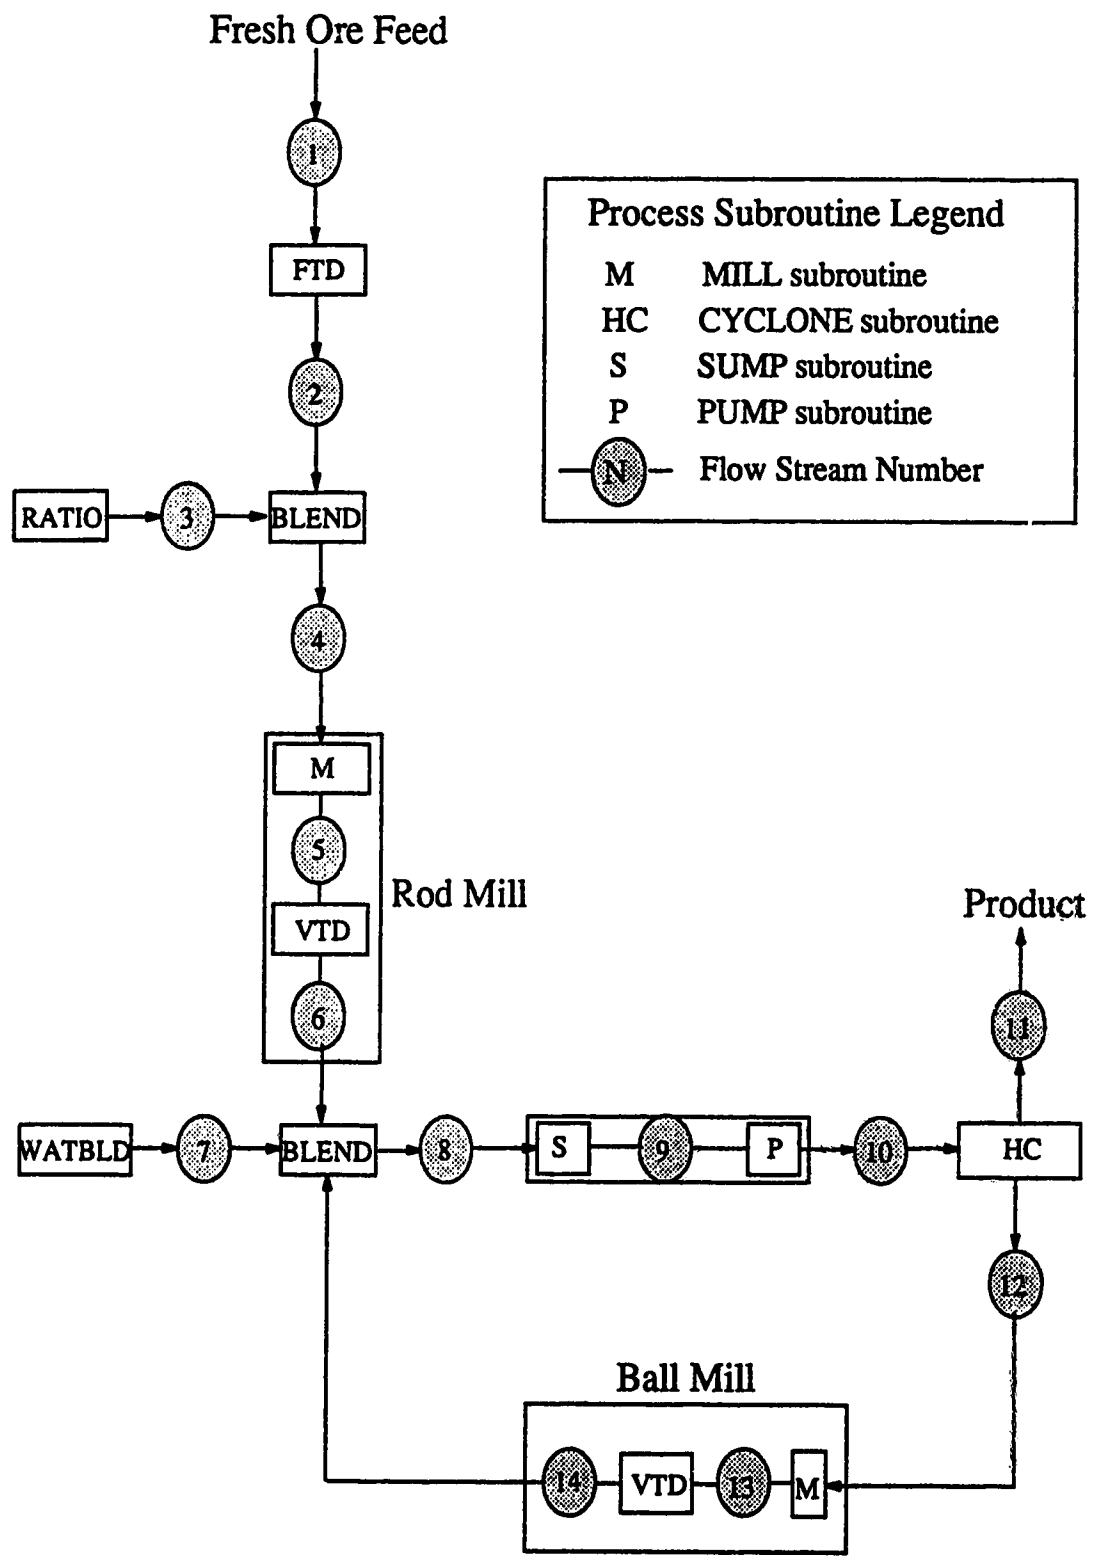 Fresh Ore Feed
1
FTD
2
RATIO
3
BLEND
4
M
5
VTD
6
Rod Mill
Process Subroutine Legend
M MILL subroutine
HC CYCLONE subroutine
S SUMP subroutine
P PUMP subroutine
N Flow Stream Number
WATBLD
7
BLEND
8
S
9
P
10
HC
Product
11
12
Ball Mill
14
VTD
13
M